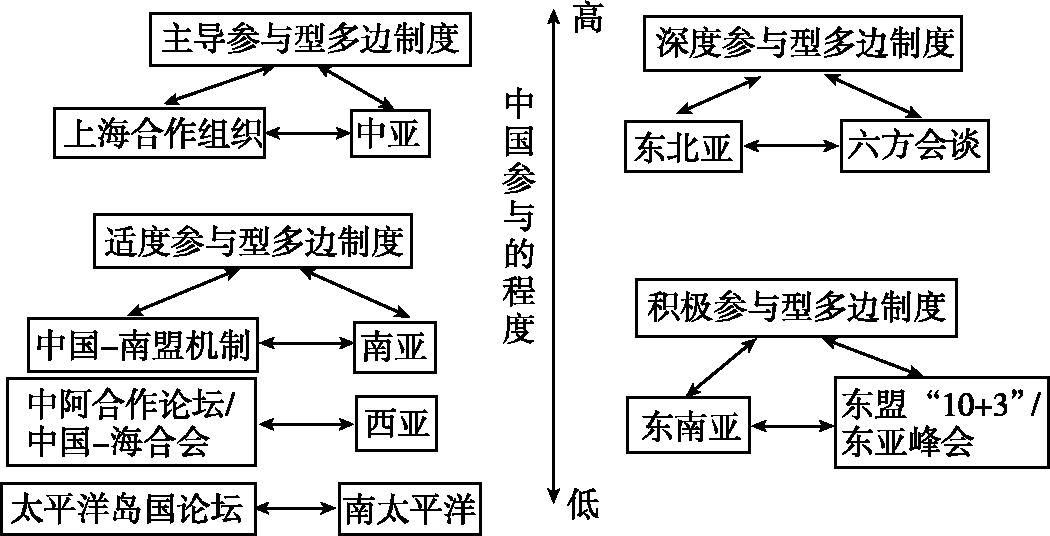 主导参与型多边制度
上海合作组织
中亚
适度参与型多边制度
中国-南盟机制
南亚
中阿合作论坛/
中国-海合会
西亚
太平洋岛国论坛
南太平洋
高
中国参与的程度
低
深度参与型多边制度
东北亚
六方会谈
积极参与型多边制度
东南亚
东盟“10+3”/
东亚峰会